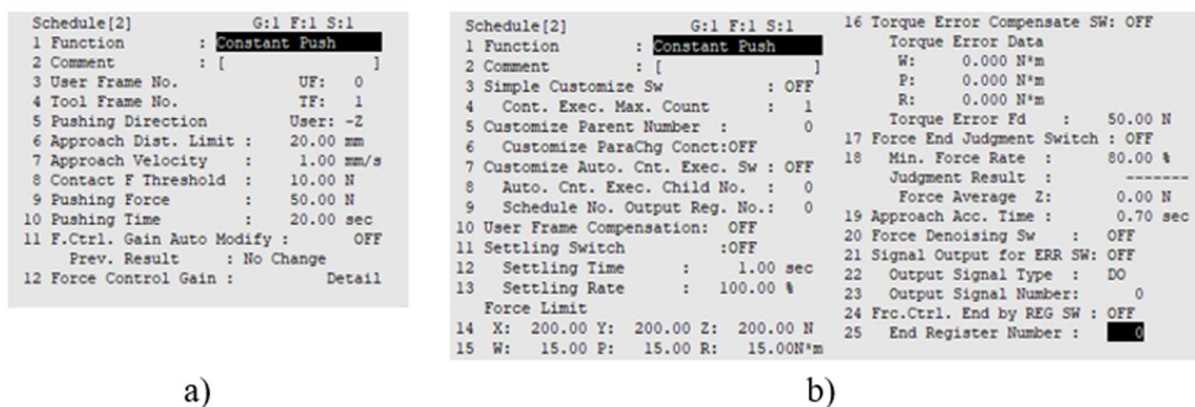 Schedule[2] G:1 F:1 S:1
1 Function : Constant Push
2 Comment : [ ]
3 User Frame No. UF: 0
4 Tool Frame No. TF: 1
5 Pushing Direction User: -Z
6 Approach Dist. Limit : 20.00 mm
7 Approach Velocity : 1.00 mm/s
8 Contact F Threshold : 10.00 N
9 Pushing Force : 50.00 N
10 Pushing Time : 20.00 sec
11 F.Ctrl. Gain Auto Modify : OFF
Prev. Result : No Change
12 Force Control Gain : Detail
a)
Schedule[2] G:1 F:1 S:1
1 Function : Constant Push
2 Comment : [ ]
3 Simple Customize Sw : OFF
4 Cont. Exec. Max. Count : 1
5 Customize Parent Number : 0
6 Customize ParaChg Conct:OFF
7 Customize Auto. Cnt. Exec. Sw : OFF
8 Auto. Cnt. Exec. Child No. : 0
9 Schedule No. Output Reg. No.: 0
10 User Frame Compensation: OFF
11 Settling Switch :OFF
12 Settling Time : 1.00 sec
13 Settling Rate : 100.00 %
Force Limit
14 X: 200.00 Y: 200.00 Z: 200.00 N
15 W: 15.00 P: 15.00 R: 15.00N*m
16 Torque Error Compensate SW: OFF
Torque Error Data
W: 0.000 N*m
P: 0.000 N*m
R: 0.000 N*m
Torque Error Fd : 50.00 N
17 Force End Judgment Switch : OFF
18 Min. Force Rate : 80.00 %
Judgment Result : -------
Force Average Z: 0.00 N
19 Approach Acc. Time : 0.70 sec
20 Force Denoising Sw : OFF
21 Signal Output for ERR SW: OFF
22 Output Signal Type : DO
23 Output Signal Number: 0
24 Frc.Ctrl. End by REG SW : OFF
25 End Register Number : 0
b)